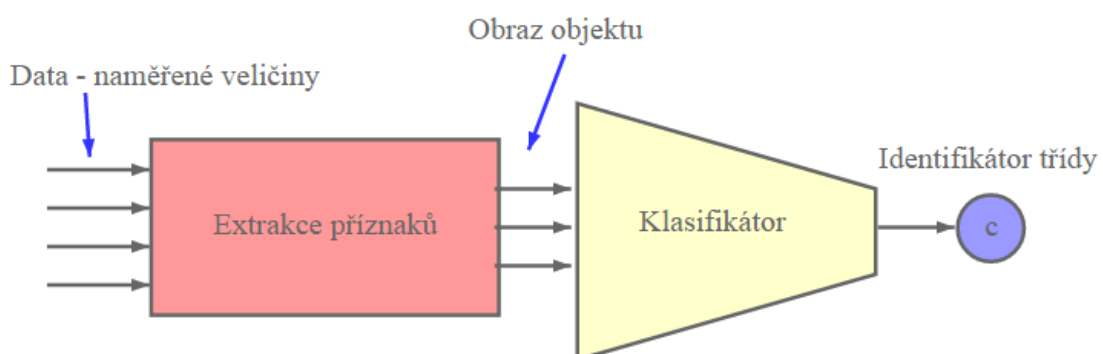 Obraz objektu
Data - naměřené veličiny
Identifikátor třídy
Extrakce příznaků
Klasifikátor
c